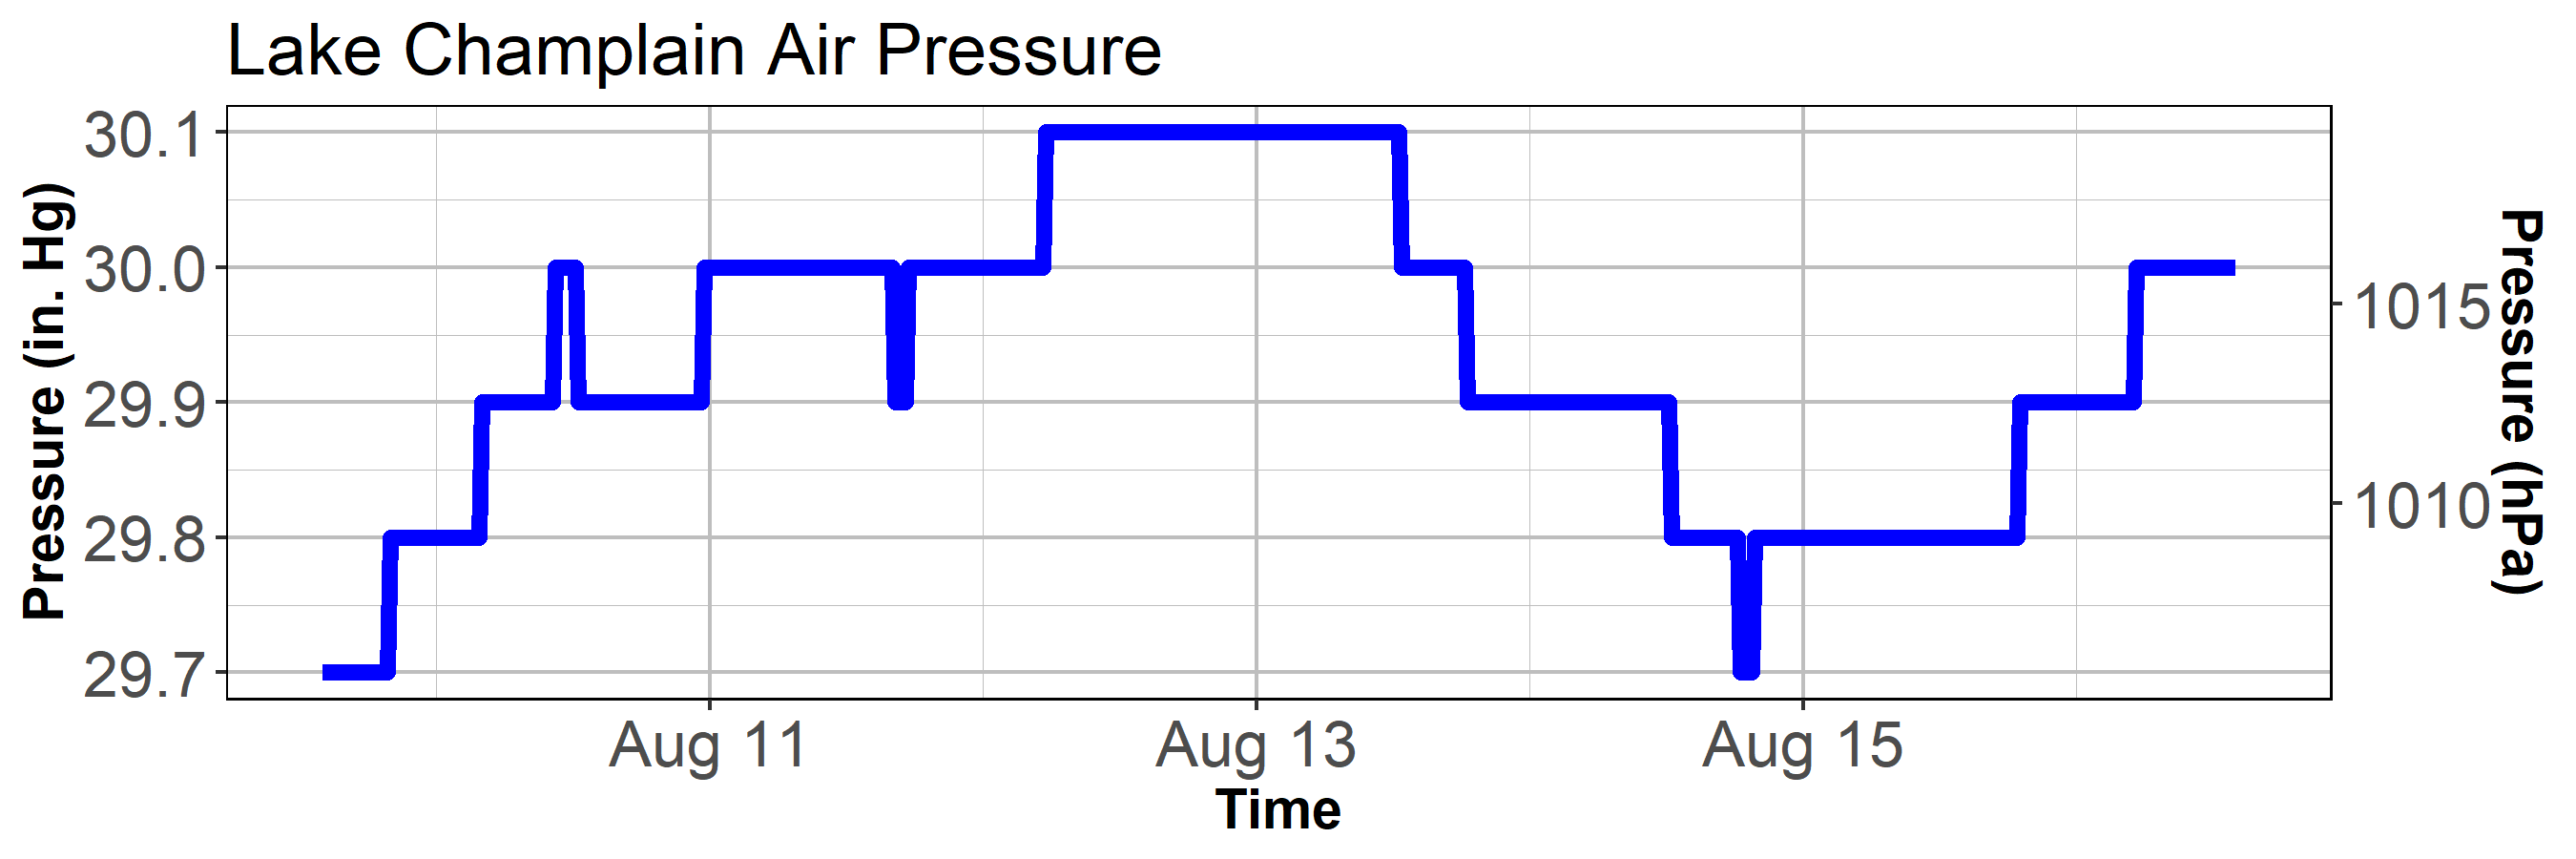 Lake Champlain Air Pressure
30.1
30.0
29.9
29.8
29.7
Pressure (in. Hg)
1015
1010
Pressure (hPa)
Aug 11
Aug 13
Aug 15
Time